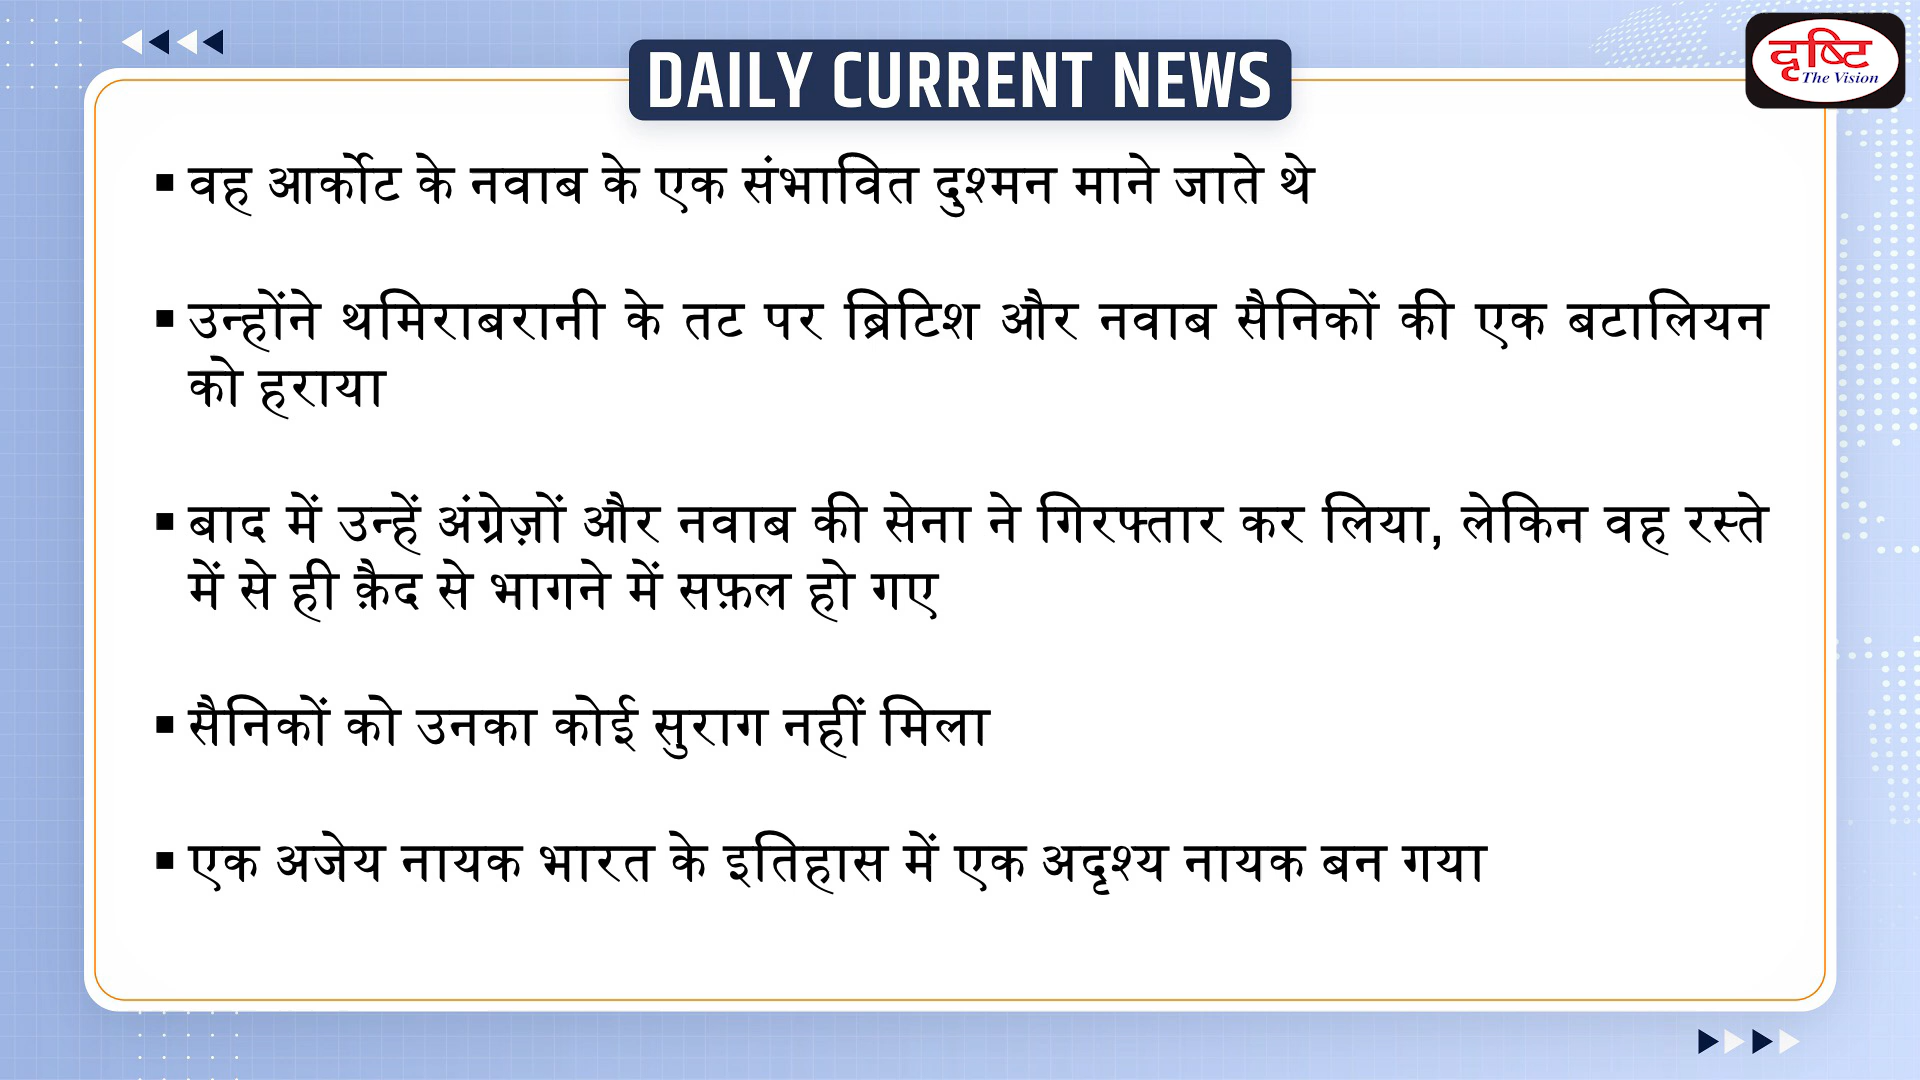 DAILY CURRENT NEWS
दृष्टि
The Vision
▪ वह आर्कोट के नवाब के एक संभावित दुश्मन माने जाते थे
▪ उन्होंने थमिराबरानी के तट पर ब्रिटिश और नवाब सैनिकों की एक बटालियन
को हराया
▪ बाद में उन्हें अंग्रेज़ों और नवाब की सेना ने गिरफ्तार कर लिया, लेकिन वह रस्ते
में से ही क़ैद से भागने में सफ़ल हो गए
▪ सैनिकों को उनका कोई सुराग नहीं मिला
▪ एक अजेय नायक भारत के इतिहास में एक अदृश्य नायक बन गया